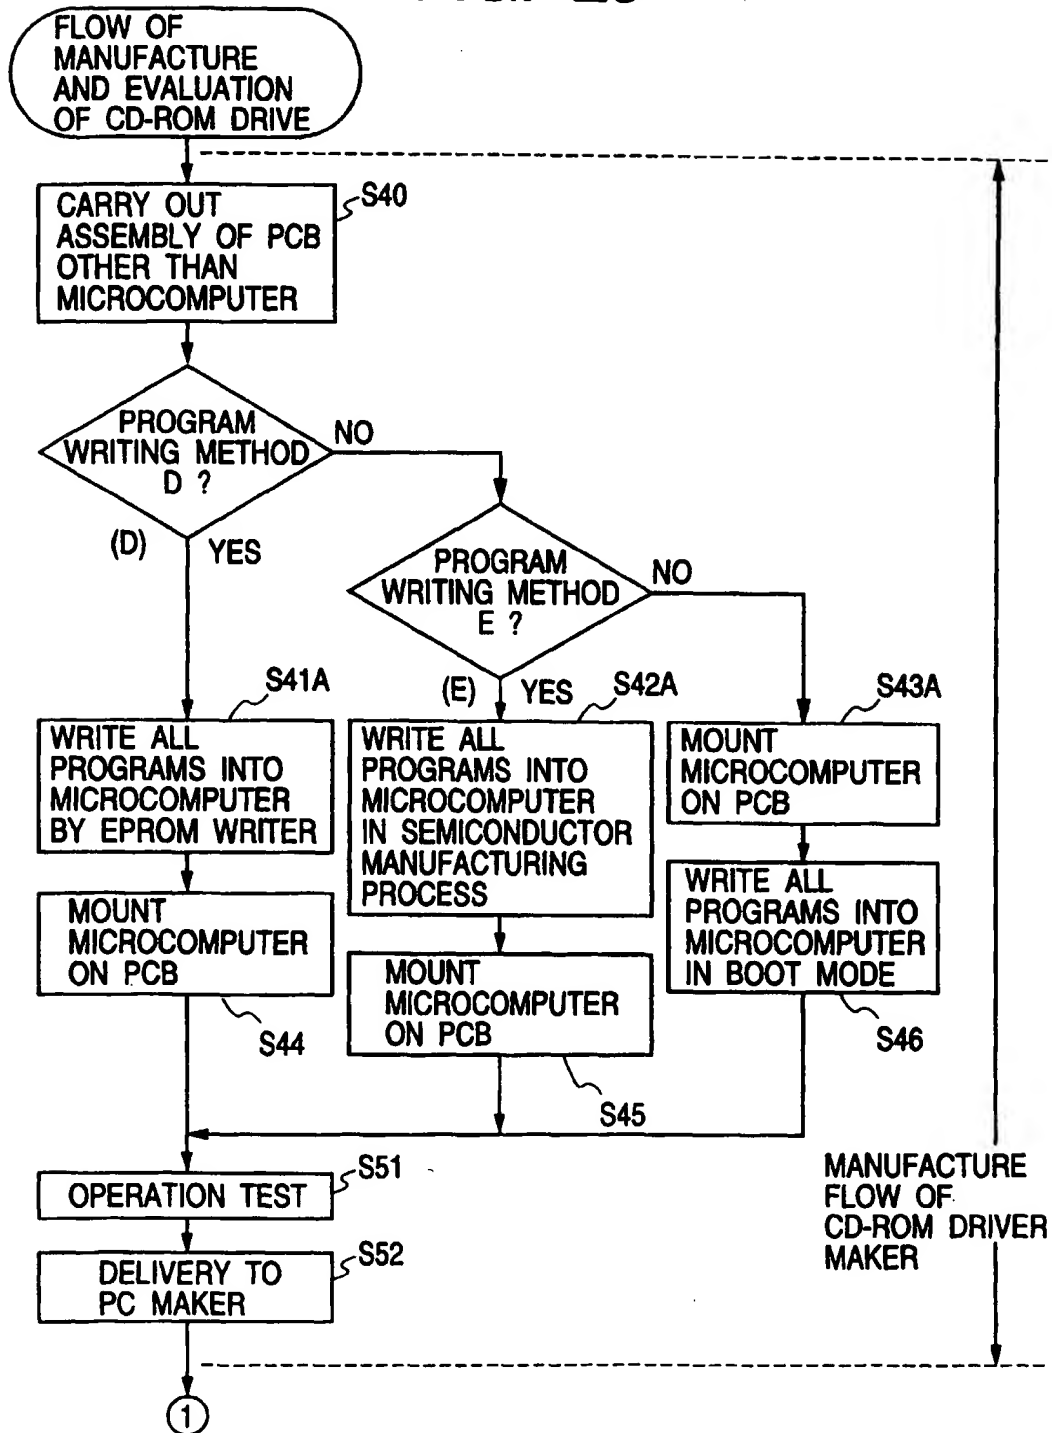 FLOW OF
MANUFACTURE
AND EVALUATION
OF CD-ROM DRIVE
S40
CARRY OUT
ASSEMBLY OF PCB
OTHER THAN
MICROCOMPUTER
PROGRAM
WRITING METHOD
D ?
NO
(D)
YES
PROGRAM
WRITING METHOD
E ?
NO
(E)
YES
S41A
WRITE ALL
PROGRAMS INTO
MICROCOMPUTER
BY EPROM WRITER
S42A
WRITE ALL
PROGRAMS INTO
MICROCOMPUTER
IN SEMICONDUCTOR
MANUFACTURING
PROCESS
S43A
MOUNT
MICROCOMPUTER
ON PCB
MOUNT
MICROCOMPUTER
ON PCB
S44
MOUNT
MICROCOMPUTER
ON PCB
S45
WRITE ALL
PROGRAMS INTO
MICROCOMPUTER
IN BOOT MODE
S46
OPERATION TEST
S51
DELIVERY TO
PC MAKER
S52
MANUFACTURE
FLOW OF
CD-ROM DRIVER
MAKER
1